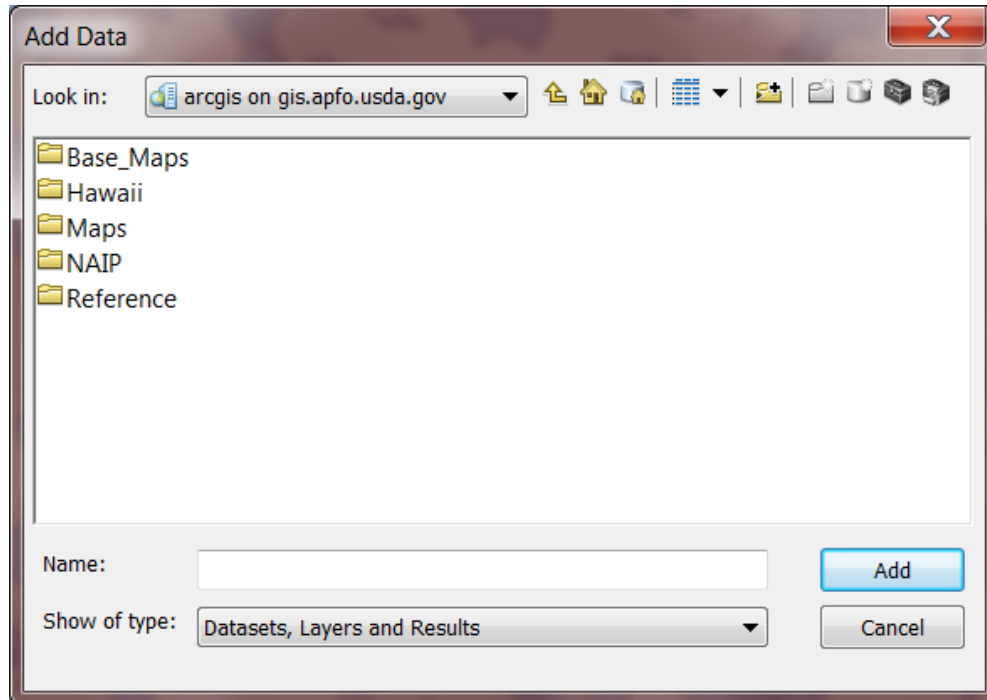 Add Data
Look in: arcgis on gis.apfo.usda.gov
Base_Maps
Hawaii
Maps
NAIP
Reference
Name:
Add
Show of type: Datasets, Layers and Results
Cancel